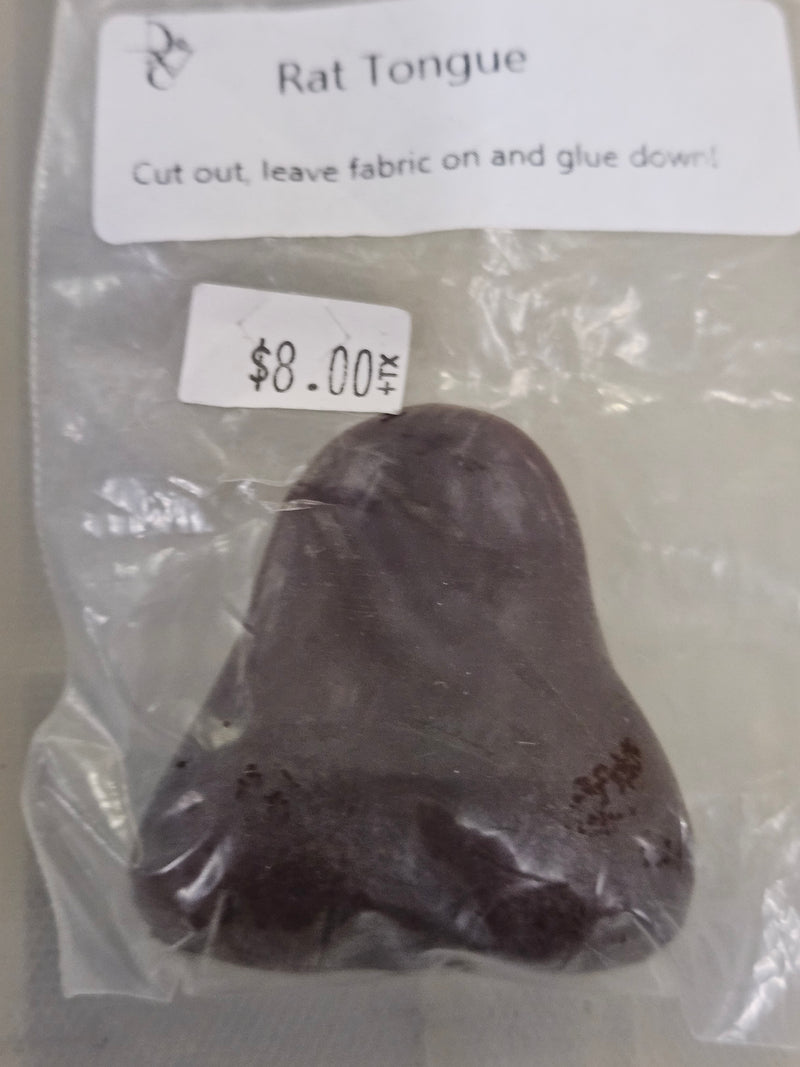 Rat Tongue
Cut out, leave fabric on and glue down!
$8.00+TX